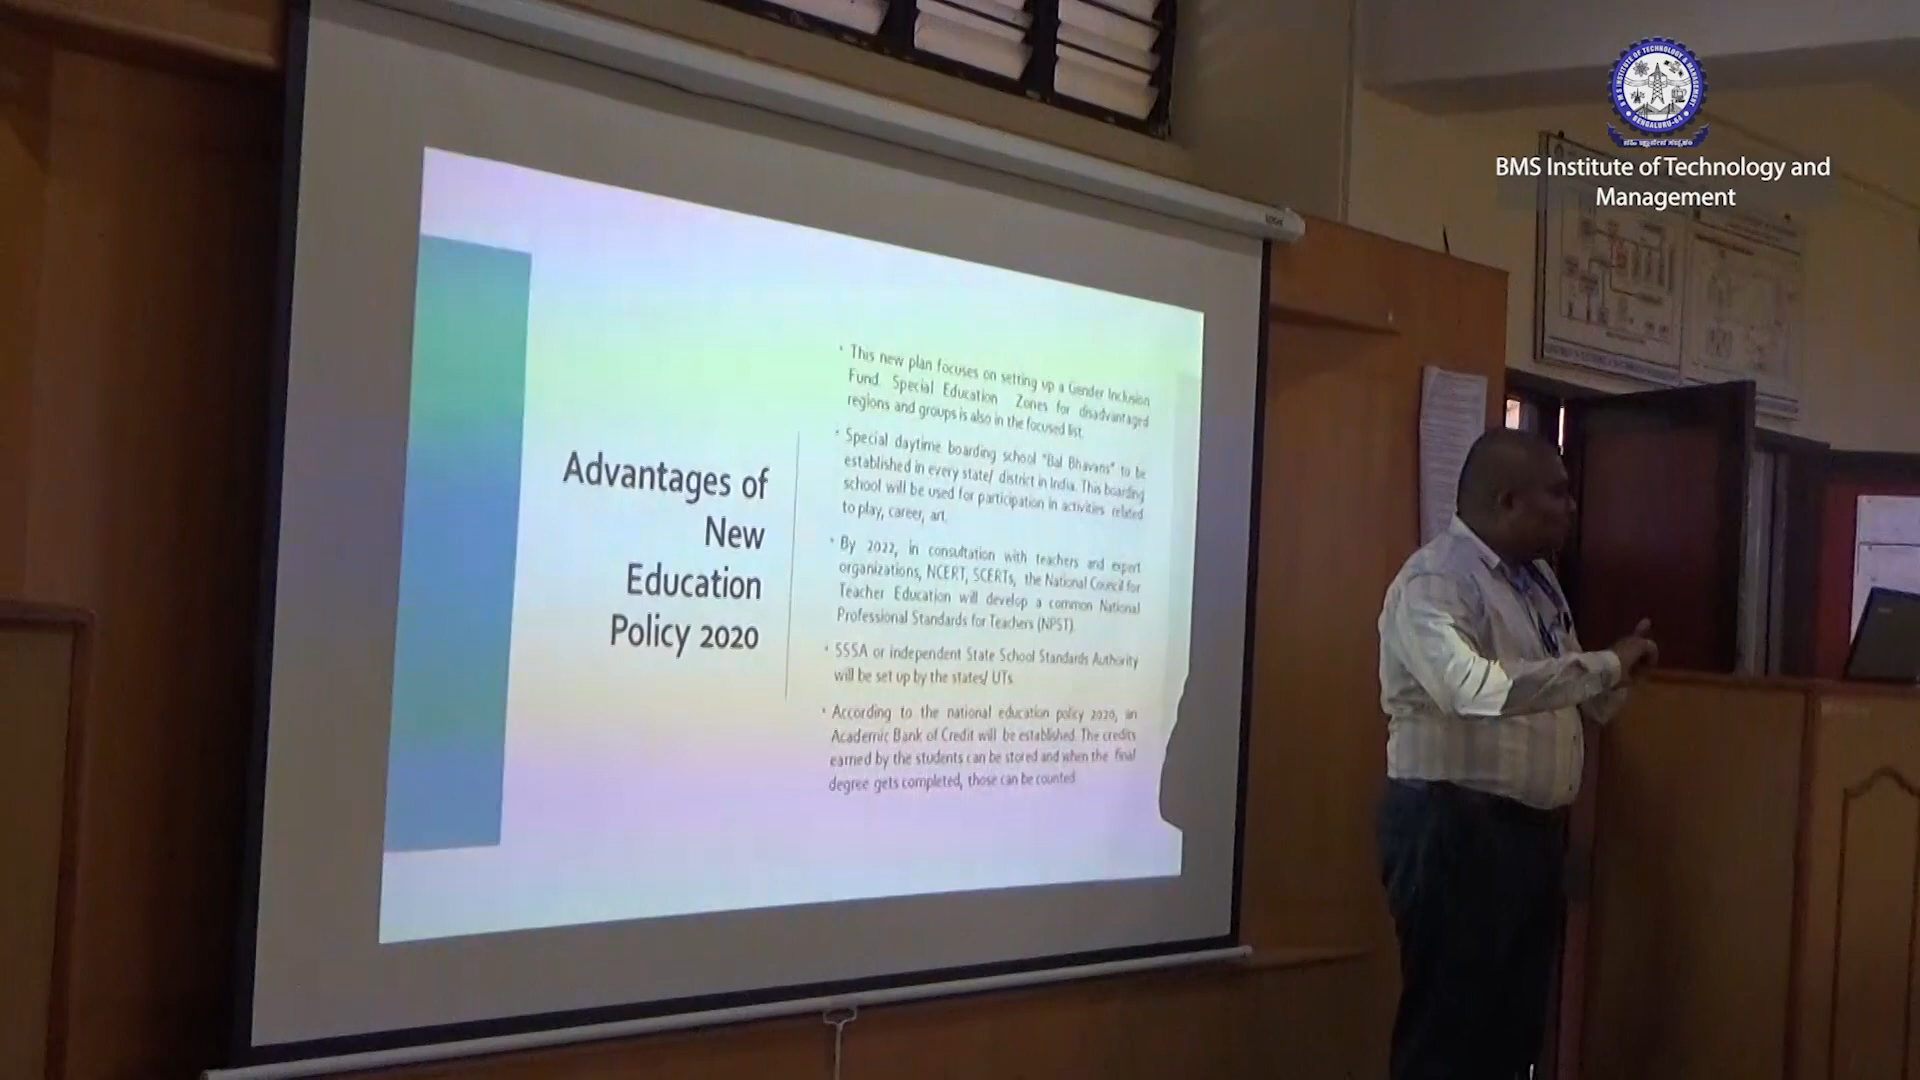 BMS INSTITUTE OF TECHNOLOGY & MANAGEMENT
BENGALURU-64
BMS Institute of Technology and
Management
Advantages of
New
Education
Policy 2020
• This new plan focuses on setting up a Gender Inclusion
Fund. Special Education Zones for disadvantaged
regions and groups is also in the focused list.
• Special daytime boarding school "Bal Bhavans" to be
established in every state/ district in India. This boarding
school will be used for participation in activities related
to play, career, art.
• By 2022, in consultation with teachers and expert
organizations, NCERT, SCERTs, the National Council for
Teacher Education will develop a common National
Professional Standards for Teachers (NPST)
• SSSA or independent State School Standards Authority
will be set up by the states/ UTs.
• According to the national education policy 2020, an
Academic Bank of Credit will be established. The credits
earned by the students can be stored and when the final
degree gets completed, those can be counted